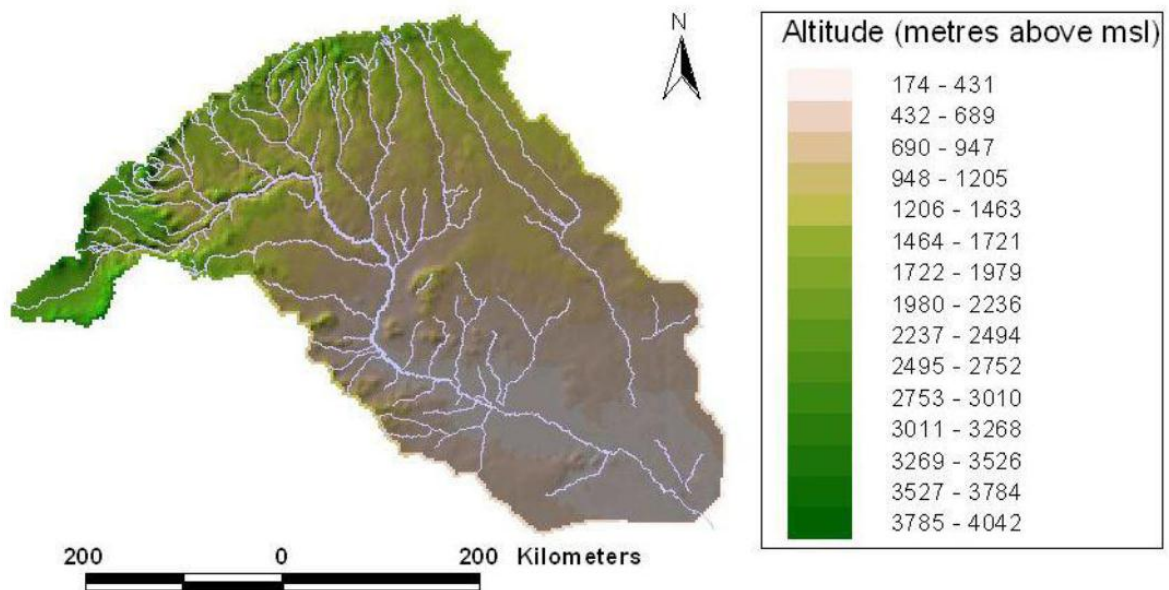 N
Altitude (metres above msl)
174 - 431
432 - 689
690 - 947
948 - 1205
1206 - 1463
1464 - 1721
1722 - 1979
1980 - 2236
2237 - 2494
2495 - 2752
2753 - 3010
3011 - 3268
3269 - 3526
3527 - 3784
3785 - 4042
200 0 200 Kilometers